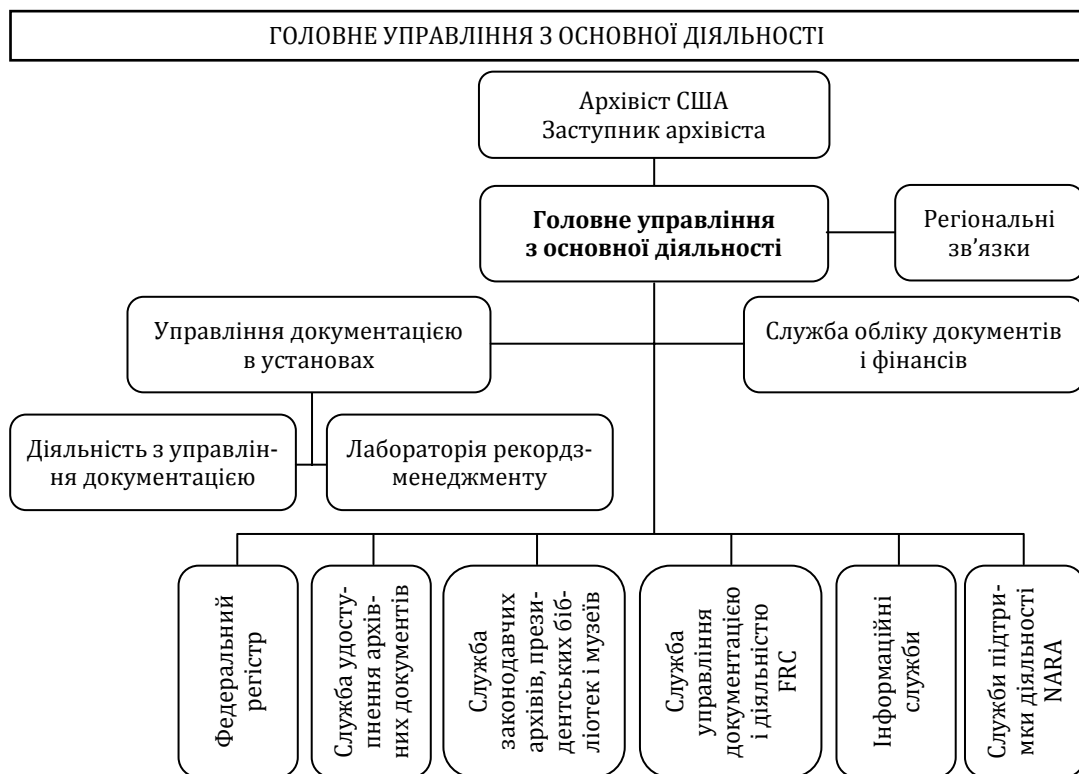 ГОЛОВНЕ УПРАВЛІННЯ З ОСНОВНОЇ ДІЯЛЬНОСТІ
Архівіст США
Заступник архівіста
Головне управління
з основної діяльності
Регіональні
зв’язки
Управління документацією
в установах
Служба обліку документів
і фінансів
Діяльність з управлін-
ня документацією
Лабораторія рекордз-
менеджменту
Федеральний
регістр
Служба удосту-
пнення архів-
них документів
Служба
законодавчих
архівів, прези-
дентських біб-
ліотек і музеїв
Служба
управління
документацією
і діяльністю
FRC
Інформаційні
служби
Служби підтри-
мки діяльності
NARA